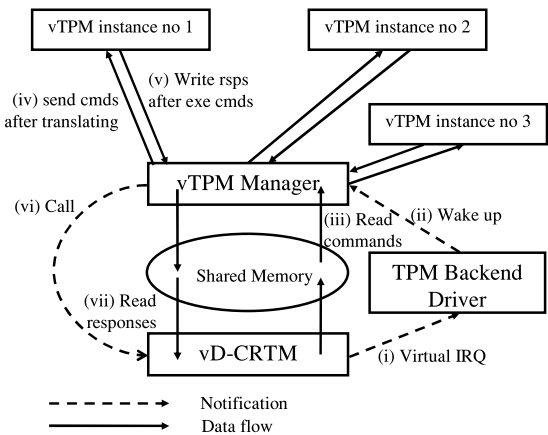 vTPM instance no 1
vTPM instance no 2
(v) Write rsps
after exe cmds
(iv) send cmds
after translating
vTPM instance no 3
vTPM Manager
(vi) Call
(iii) Read
commands
(ii) Wake up
Shared Memory
TPM Backend
Driver
(vii) Read
responses
vD-CRTM
(i) Virtual IRQ
Notification
Data flow